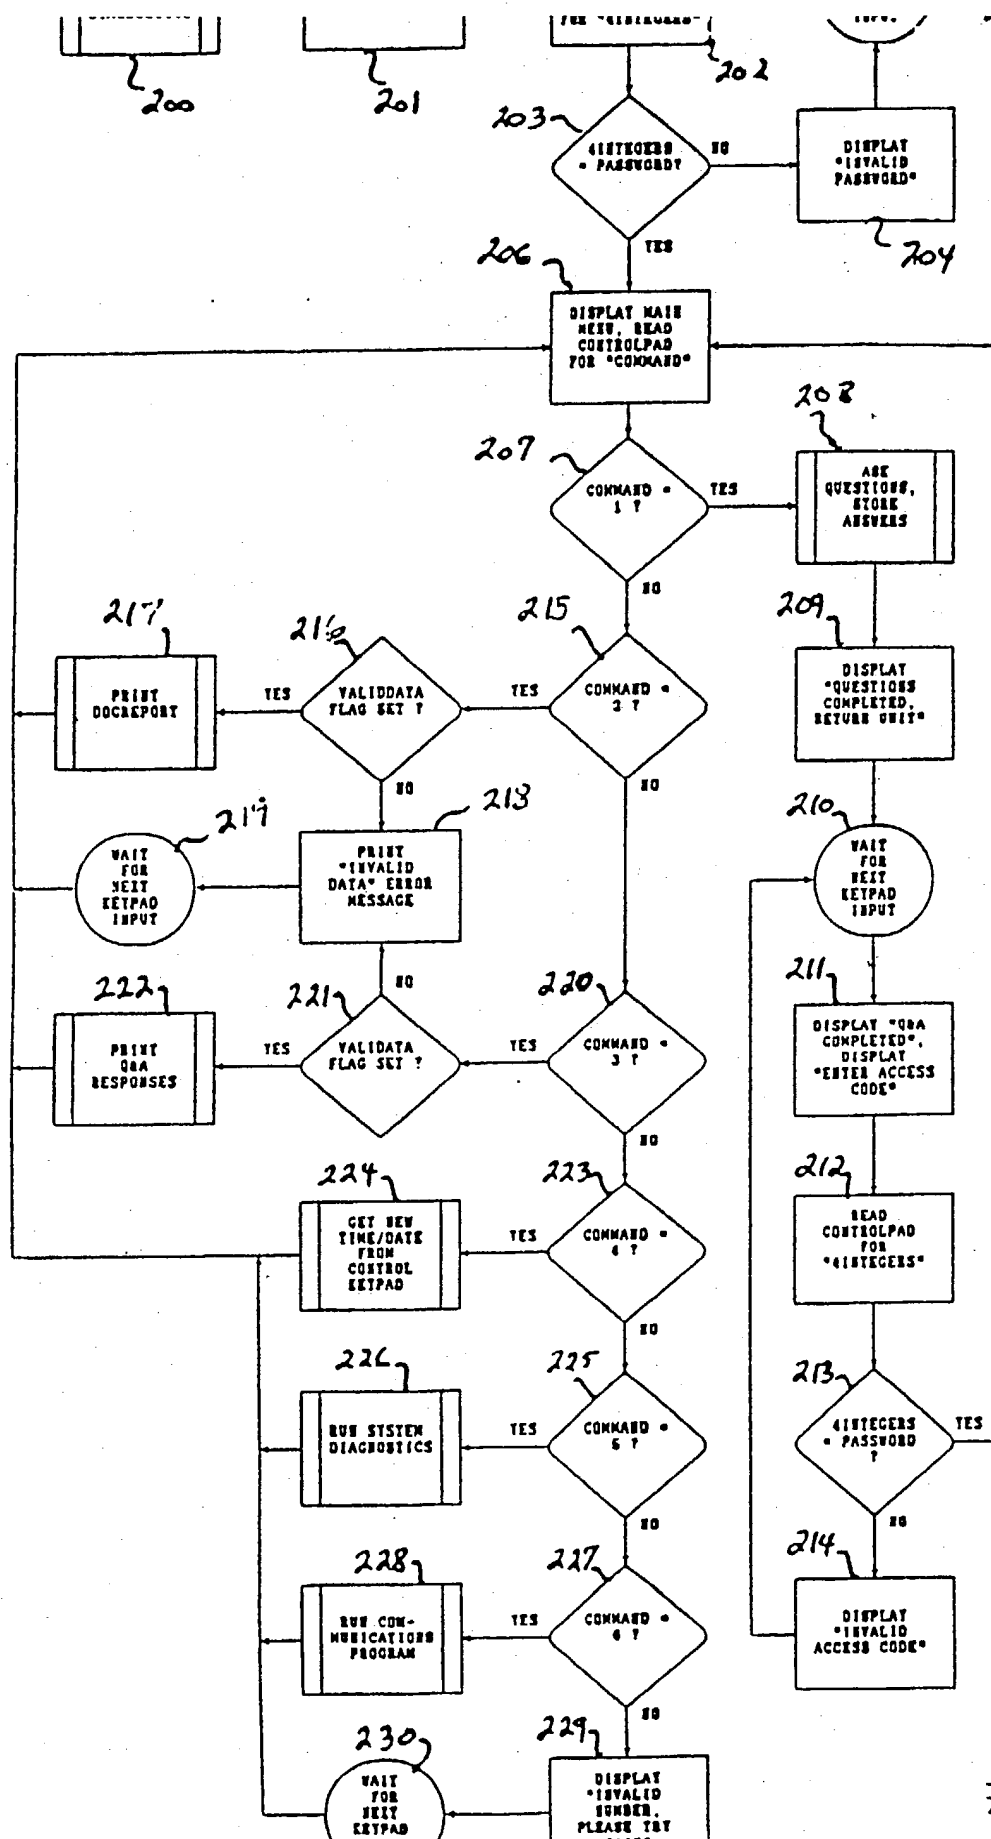 FOR "4INTEGERS"
INPUT
200
201
202
203
4INTEGERS
= PASSWORD?
NO
DISPLAY
"INVALID
PASSWORD"
204
YES
206
DISPLAY MAIN
MENU, READ
CONTROLPAD
FOR "COMMAND"
207
COMMAND =
1 ?
YES
208
ASK
QUESTIONS,
STORE
ANSWERS
NO
217
PRINT
DOCREPORT
YES
216
VALIDDATA
FLAG SET ?
YES
215
COMMAND =
2 ?
209
DISPLAY
"QUESTIONS
COMPLETED,
RETURN UNIT"
NO
NO
219
WAIT
FOR
NEXT
KEYPAD
INPUT
218
PRINT
"INVALID
DATA" ERROR
MESSAGE
210
WAIT
FOR
NEXT
KEYPAD
INPUT
NO
222
PRINT
Q&A
RESPONSES
YES
221
VALIDATA
FLAG SET ?
YES
220
COMMAND =
3 ?
211
DISPLAY "Q&A
COMPLETED",
DISPLAY
"ENTER ACCESS
CODE"
NO
224
GET NEW
TIME/DATE
FROM
CONTROL
KEYPAD
YES
223
COMMAND =
4 ?
212
READ
CONTROLPAD
FOR
"4INTEGERS"
NO
226
RUN SYSTEM
DIAGNOSTICS
YES
225
COMMAND =
5 ?
213
4INTEGERS
= PASSWORD
?
YES
NO
NO
228
RUN COM-
MUNICATIONS
PROGRAM
YES
227
COMMAND =
6 ?
214
DISPLAY
"INVALID
ACCESS CODE"
NO
230
WAIT
FOR
NEXT
KEYPAD
229
DISPLAY
"INVALID
NUMBER,
PLEASE TRY